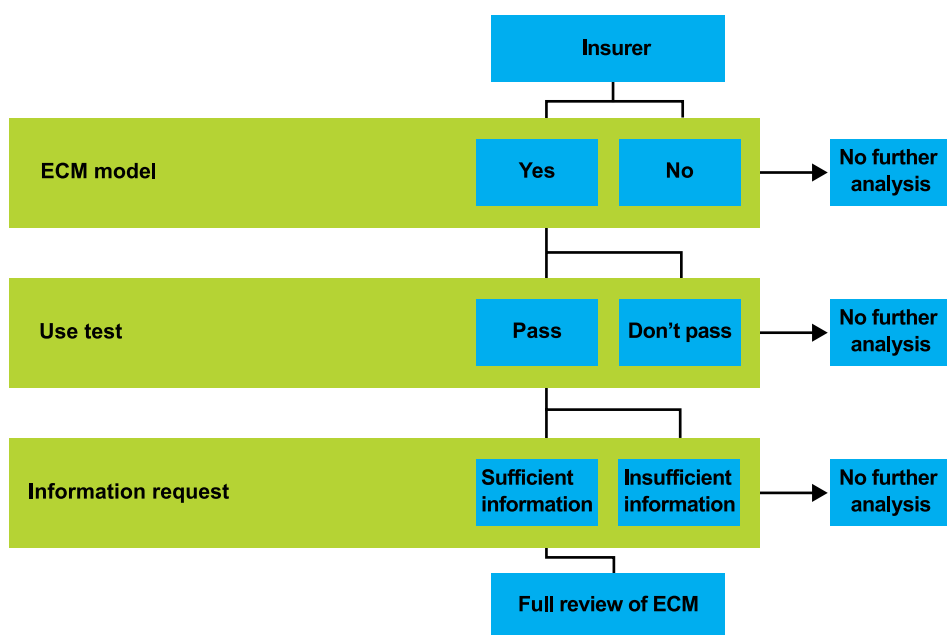 Insurer
ECM model
Yes
No
No further
analysis
Use test
Pass
Don’t pass
No further
analysis
Information request
Sufficient
information
Insufficient
information
No further
analysis
Full review of ECM